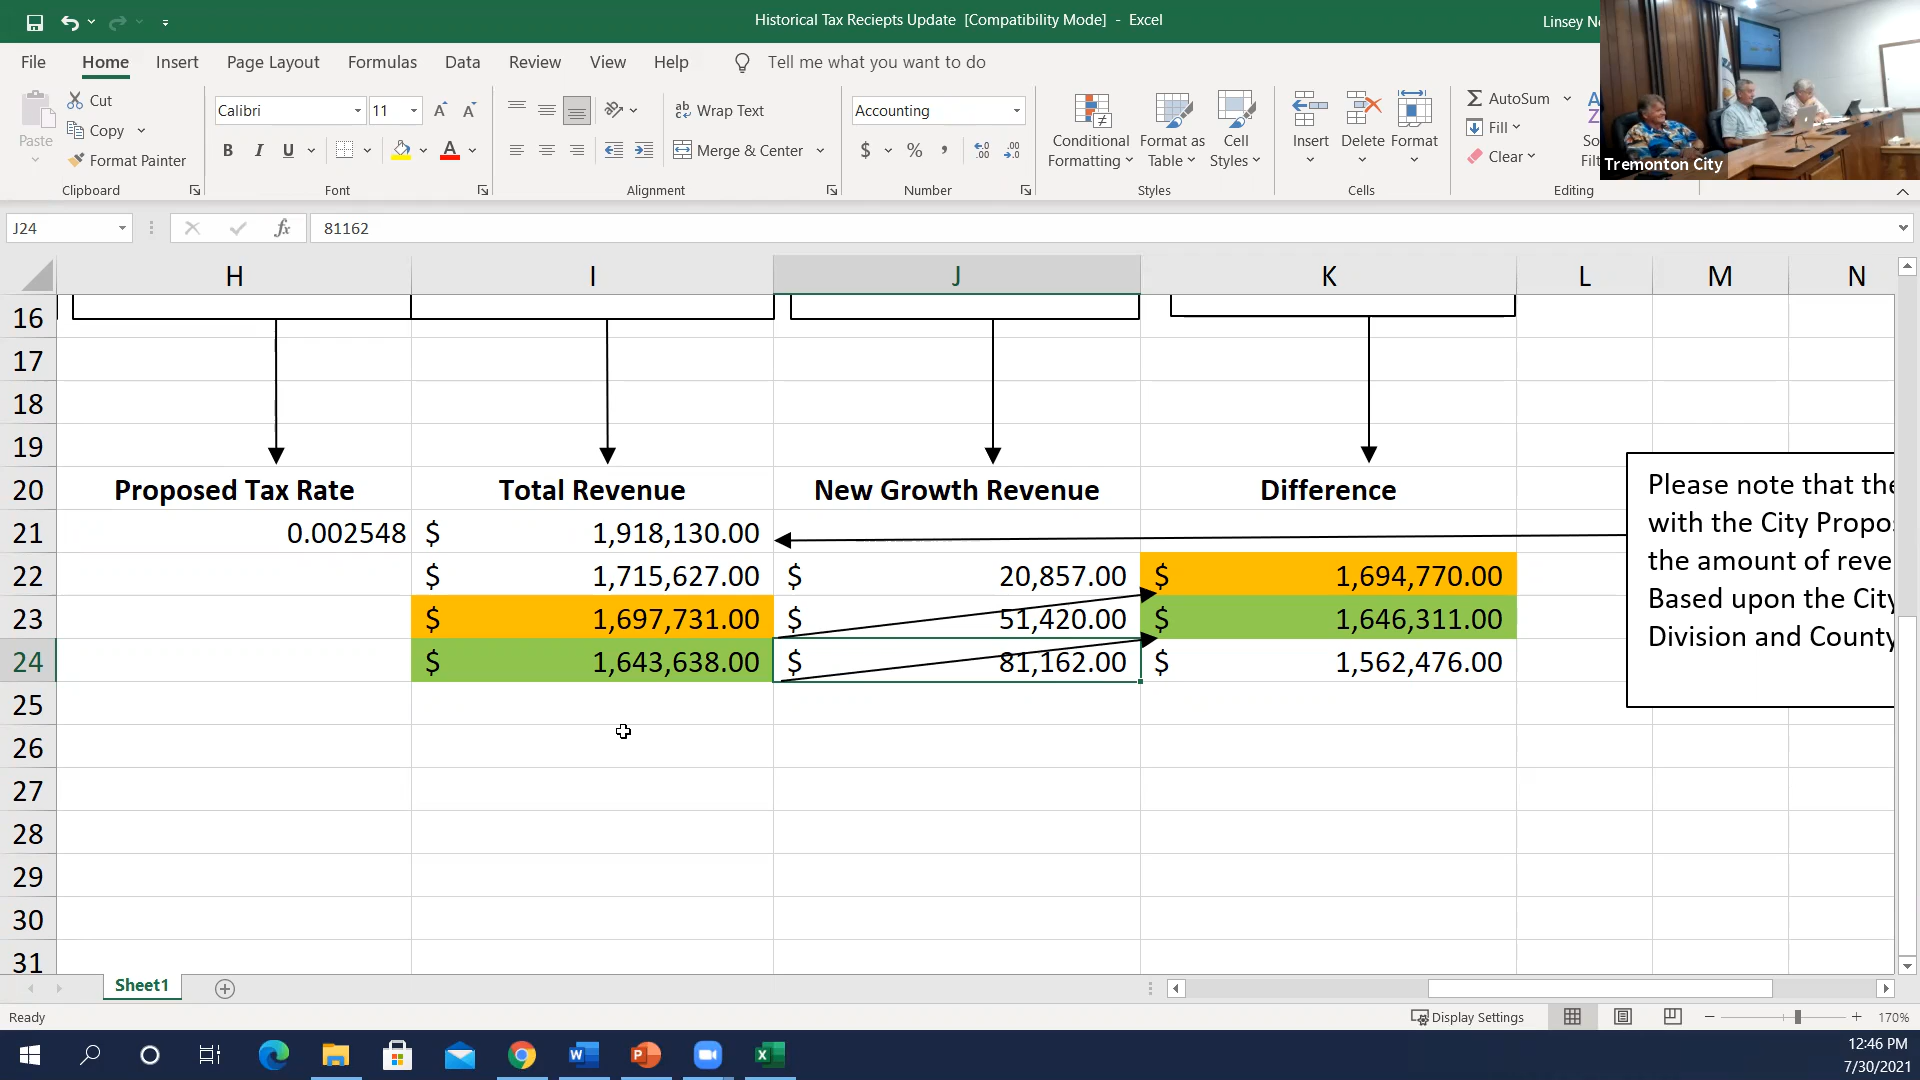 Historical Tax Reciepts Update [Compatibility Mode] - Excel
Linsey
File Home Insert Page Layout Formulas Data Review View Help Tell me what you want to do
Paste
Cut
Copy
Format Painter
Clipboard
Calibri 11
B I U
Font
Wrap Text
Merge & Center
Alignment
Accounting
$ % ,
Number
Conditional Formatting
Format as Table
Cell Styles
Styles
Insert Delete Format
Cells
AutoSum
Fill
Clear
Editing
Tremonton City
J24 fx 81162
H I J K L M N
16
17
18
19
20 Proposed Tax Rate Total Revenue New Growth Revenue Difference
21 0.002548 $ 1,918,130.00
22 $ 1,715,627.00 $ 20,857.00 $ 1,694,770.00
23 $ 1,697,731.00 $ 51,420.00 $ 1,646,311.00
24 $ 1,643,638.00 $ 81,162.00 $ 1,562,476.00
Please note that the
with the City Propo
the amount of reve
Based upon the City
Division and County
25
26
27
28
29
30
31
Sheet1
Ready
Display Settings
170%
12:46 PM
7/30/2021